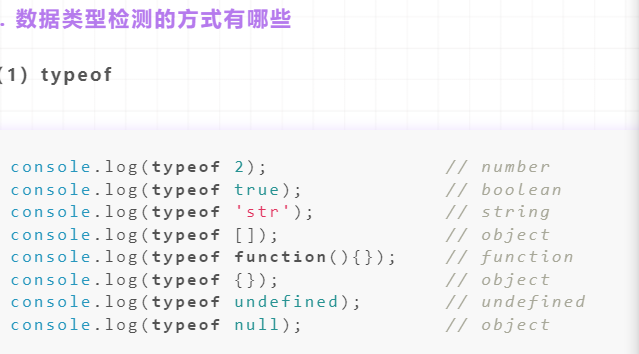 . 数据类型检测的方式有哪些
(1) typeof
console.log(typeof 2); // number
console.log(typeof true); // boolean
console.log(typeof 'str'); // string
console.log(typeof []); // object
console.log(typeof function(){}); // function
console.log(typeof {}); // object
console.log(typeof undefined); // undefined
console.log(typeof null); // object